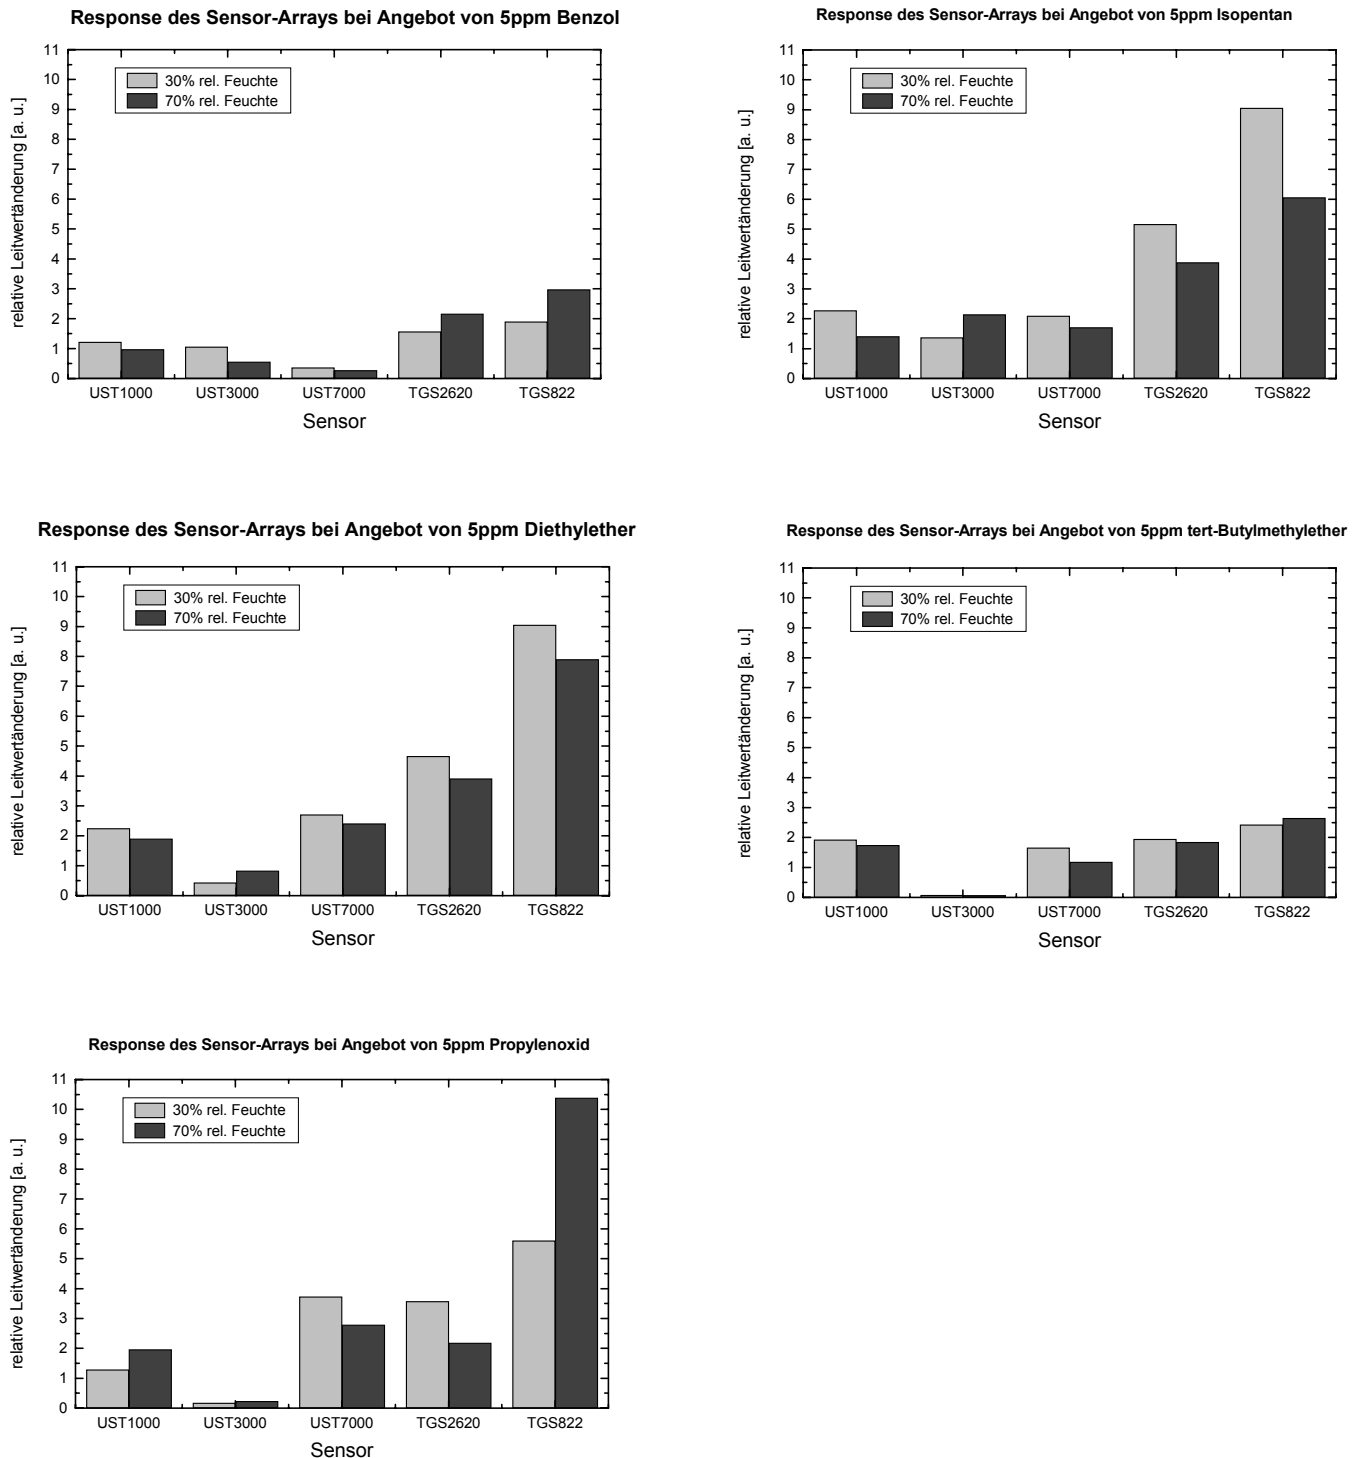 Response des Sensor-Arrays bei Angebot von 5ppm Benzol
11
10
9
8
7
6
5
4
3
2
1
0
relative Leitwertänderung [a. u.]
30% rel. Feuchte
70% rel. Feuchte
UST1000 UST3000 UST7000 TGS2620 TGS822
Sensor
Response des Sensor-Arrays bei Angebot von 5ppm Isopentan
11
10
9
8
7
6
5
4
3
2
1
0
relative Leitwertänderung [a. u.]
30% rel. Feuchte
70% rel. Feuchte
UST1000 UST3000 UST7000 TGS2620 TGS822
Sensor
Response des Sensor-Arrays bei Angebot von 5ppm Diethylether
11
10
9
8
7
6
5
4
3
2
1
0
relative Leitwertänderung [a. u.]
30% rel. Feuchte
70% rel. Feuchte
UST1000 UST3000 UST7000 TGS2620 TGS822
Sensor
Response des Sensor-Arrays bei Angebot von 5ppm tert-Butylmethylether
11
10
9
8
7
6
5
4
3
2
1
0
relative Leitwertänderung [a. u.]
30% rel. Feuchte
70% rel. Feuchte
UST1000 UST3000 UST7000 TGS2620 TGS822
Sensor
Response des Sensor-Arrays bei Angebot von 5ppm Propylenoxid
11
10
9
8
7
6
5
4
3
2
1
0
relative Leitwertänderung [a. u.]
30% rel. Feuchte
70% rel. Feuchte
UST1000 UST3000 UST7000 TGS2620 TGS822
Sensor